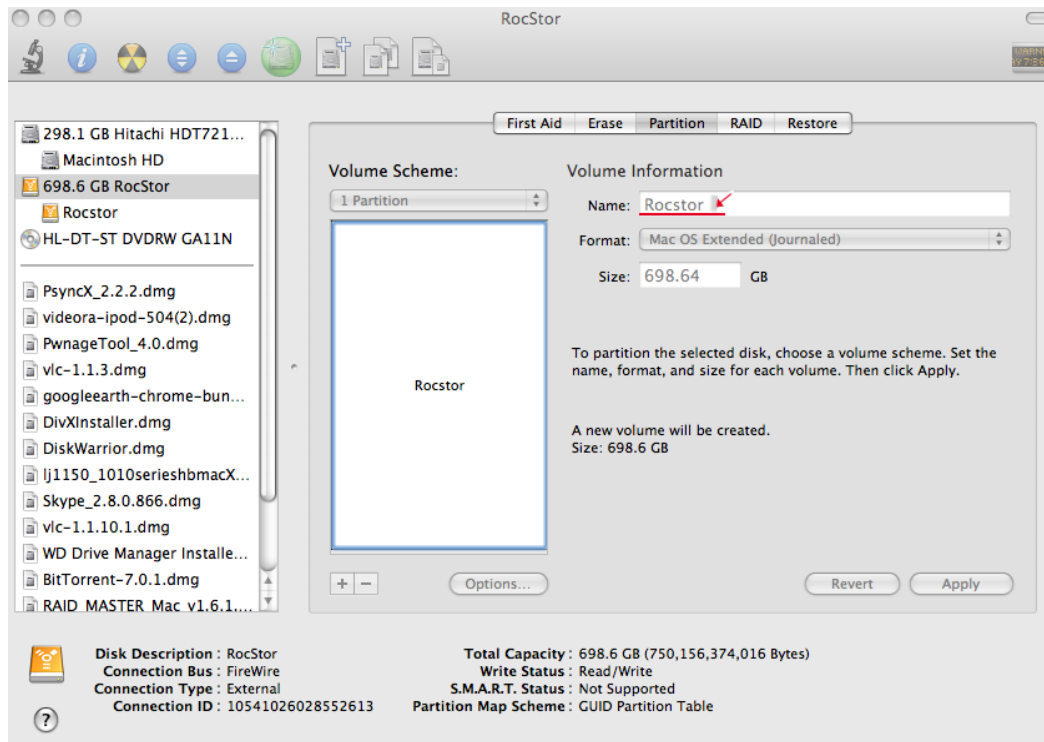 RocStor
WARN
First Aid Erase Partition RAID Restore
298.1 GB Hitachi HDT721...
Macintosh HD
698.6 GB RocStor
Rocstor
HL-DT-ST DVDRW GA11N
PsyncX_2.2.2.dmg
videora-ipod-504(2).dmg
PwnageTool_4.0.dmg
vlc-1.1.3.dmg
googleearth-chrome-bun...
DivXInstaller.dmg
DiskWarrior.dmg
lj1150_1010serieshbmacX...
Skype_2.8.0.866.dmg
vlc-1.1.10.1.dmg
WD Drive Manager Installe...
BitTorrent-7.0.1.dmg
RAID MASTER Mac v1.6.1....
Volume Scheme:
1 Partition
Rocstor
Options...
Volume Information
Name: Rocstor
Format: Mac OS Extended (Journaled)
Size: 698.64 GB
To partition the selected disk, choose a volume scheme. Set the
name, format, and size for each volume. Then click Apply.
A new volume will be created.
Size: 698.6 GB
Revert Apply
Disk Description : RocStor
Connection Bus : FireWire
Connection Type : External
Connection ID : 10541026028552613
Total Capacity : 698.6 GB (750,156,374,016 Bytes)
Write Status : Read/Write
S.M.A.R.T. Status : Not Supported
Partition Map Scheme : GUID Partition Table